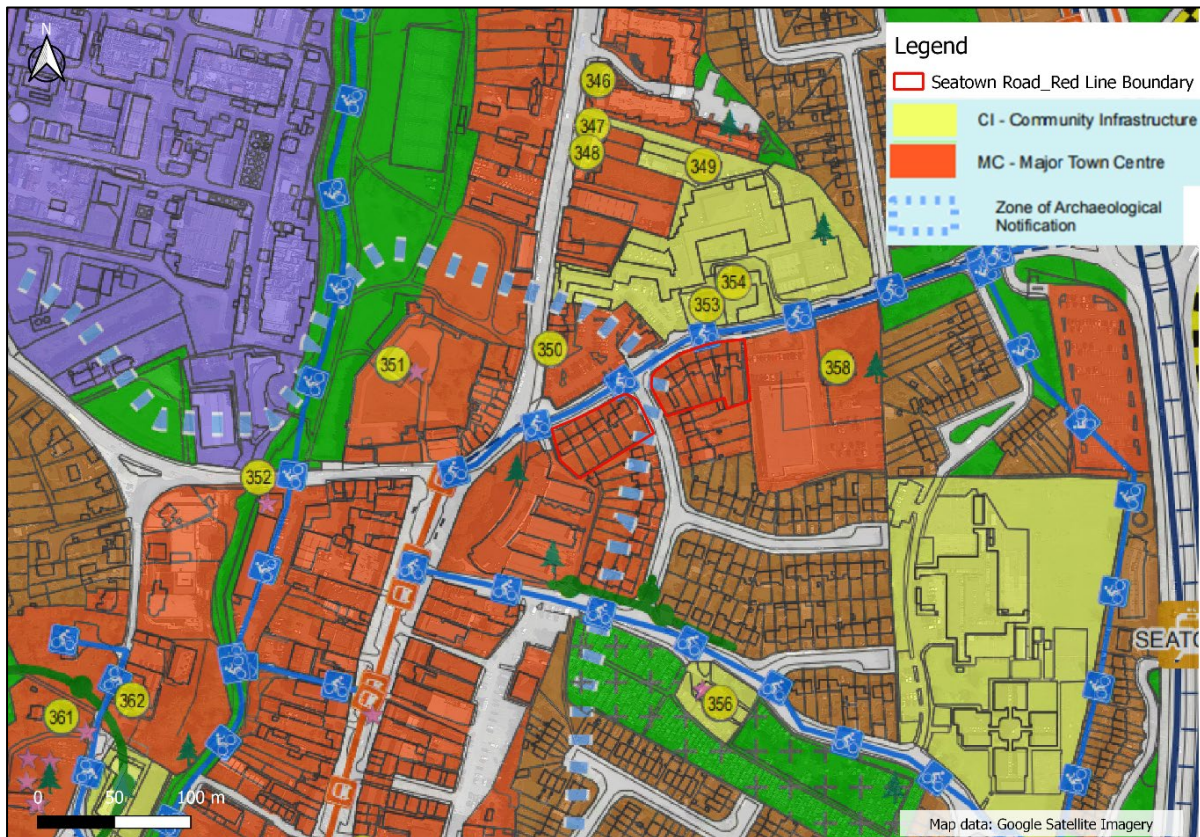 N
Legend
Seatown Road_Red Line Boundary
CI - Community Infrastructure
MC - Major Town Centre
Zone of Archaeological
Notification
346
347
348
349
354
353
350
351
358
352
SEATO
356
362
361
0 50 100 m
Map data: Google Satellite Imagery